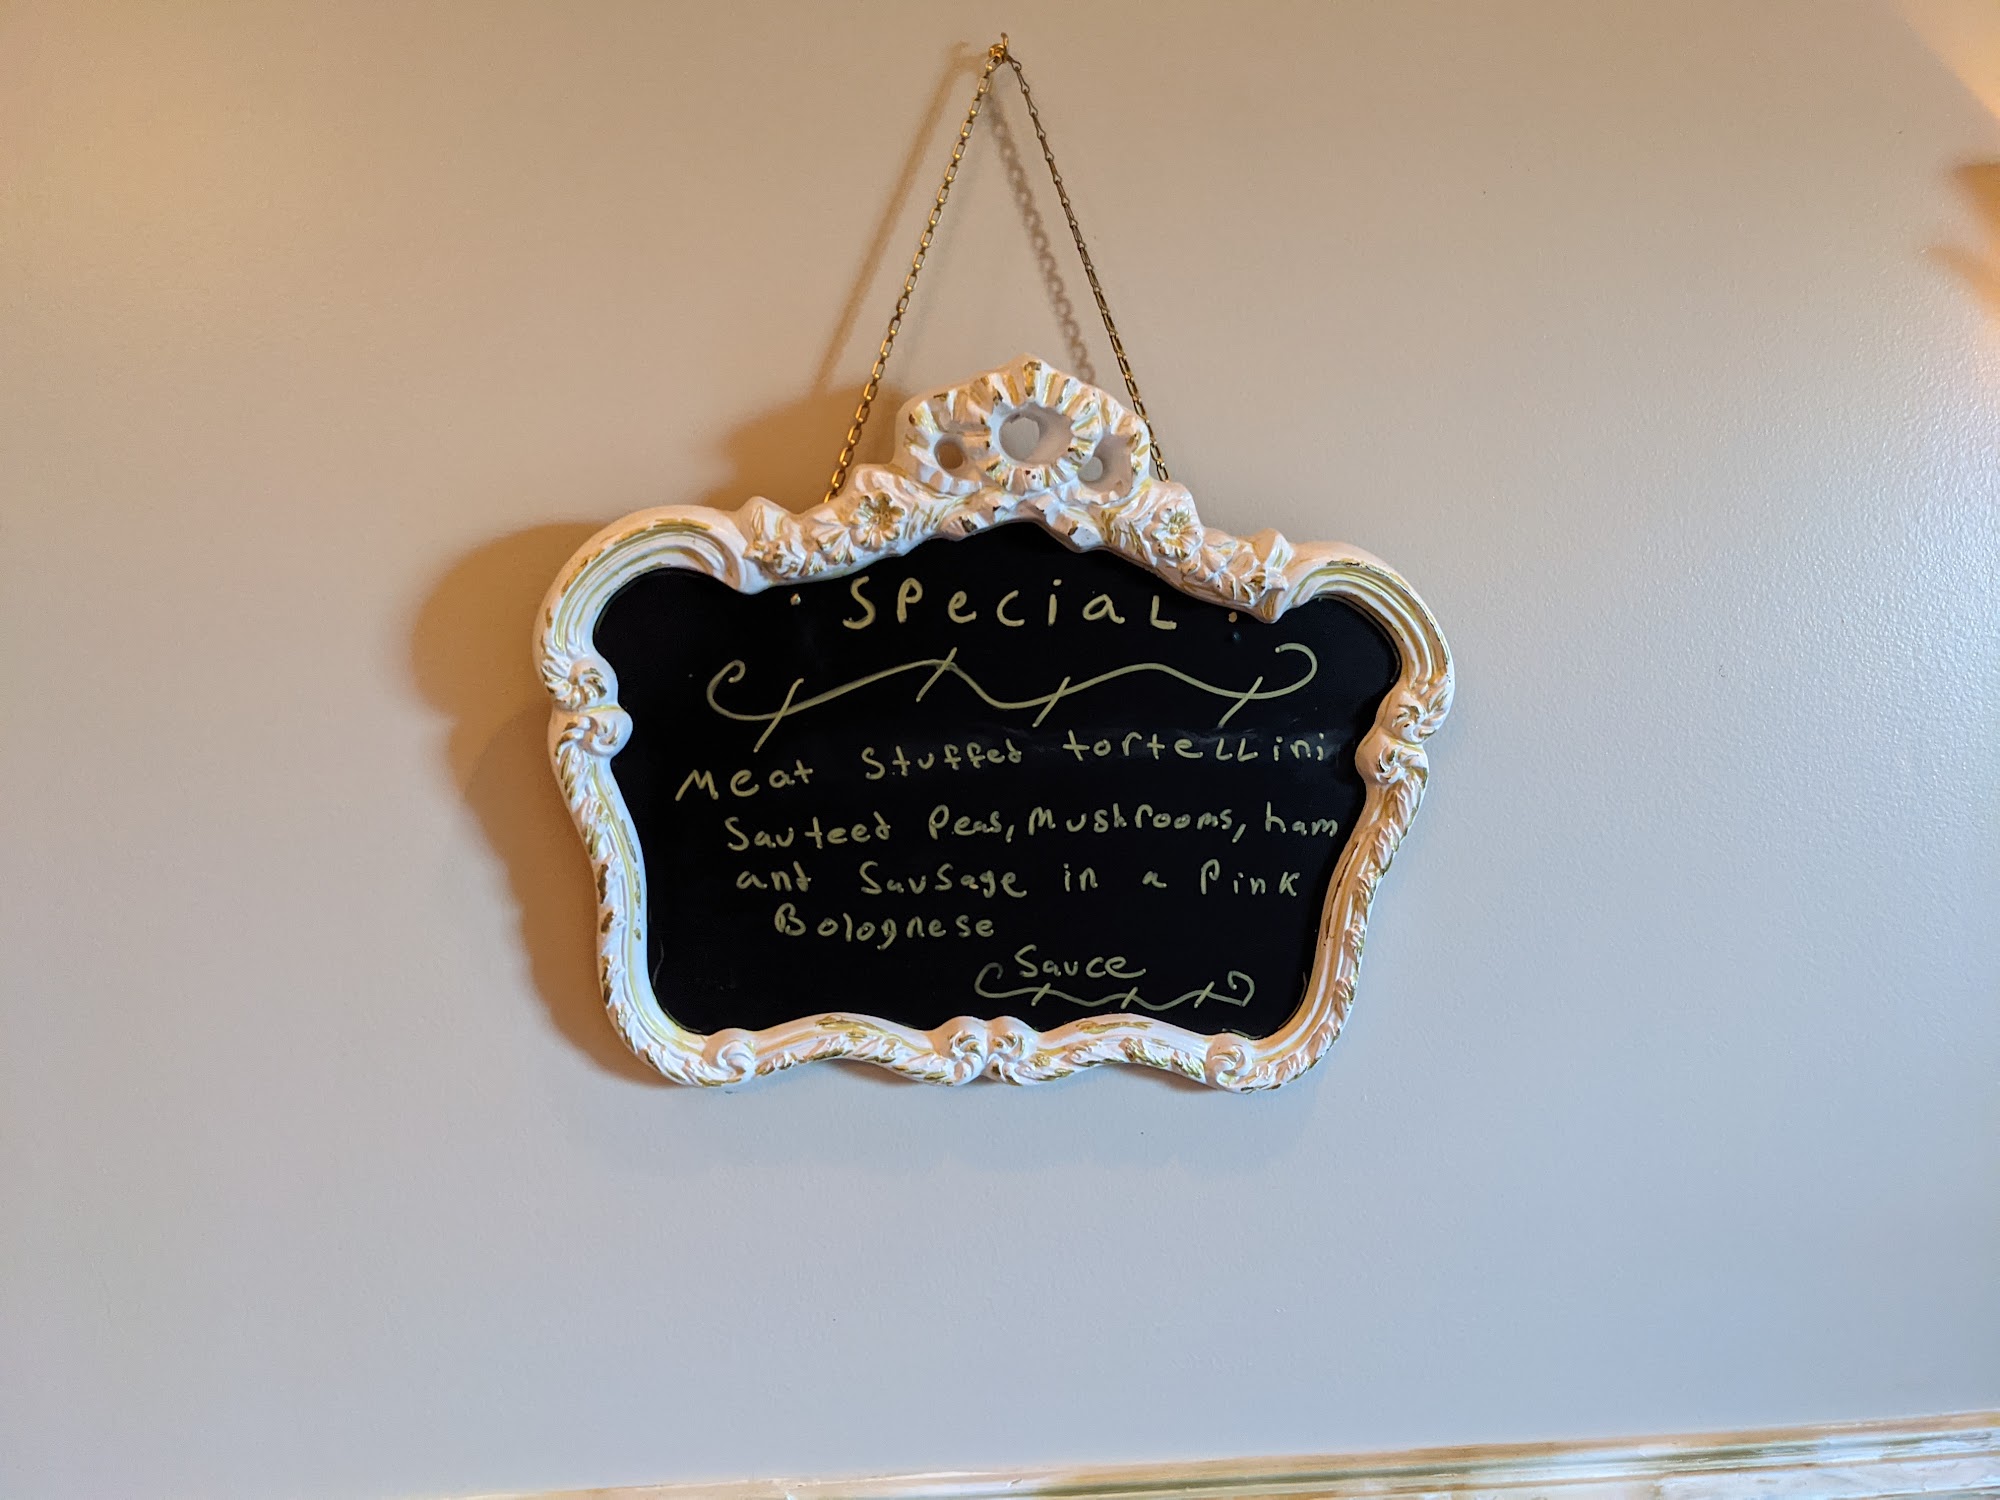 SPeciaL
Meat Stuffed torteLLini
Sauteed Peas, Mushrooms, ham
and Sausage in a Pink
Bolognese
Sauce